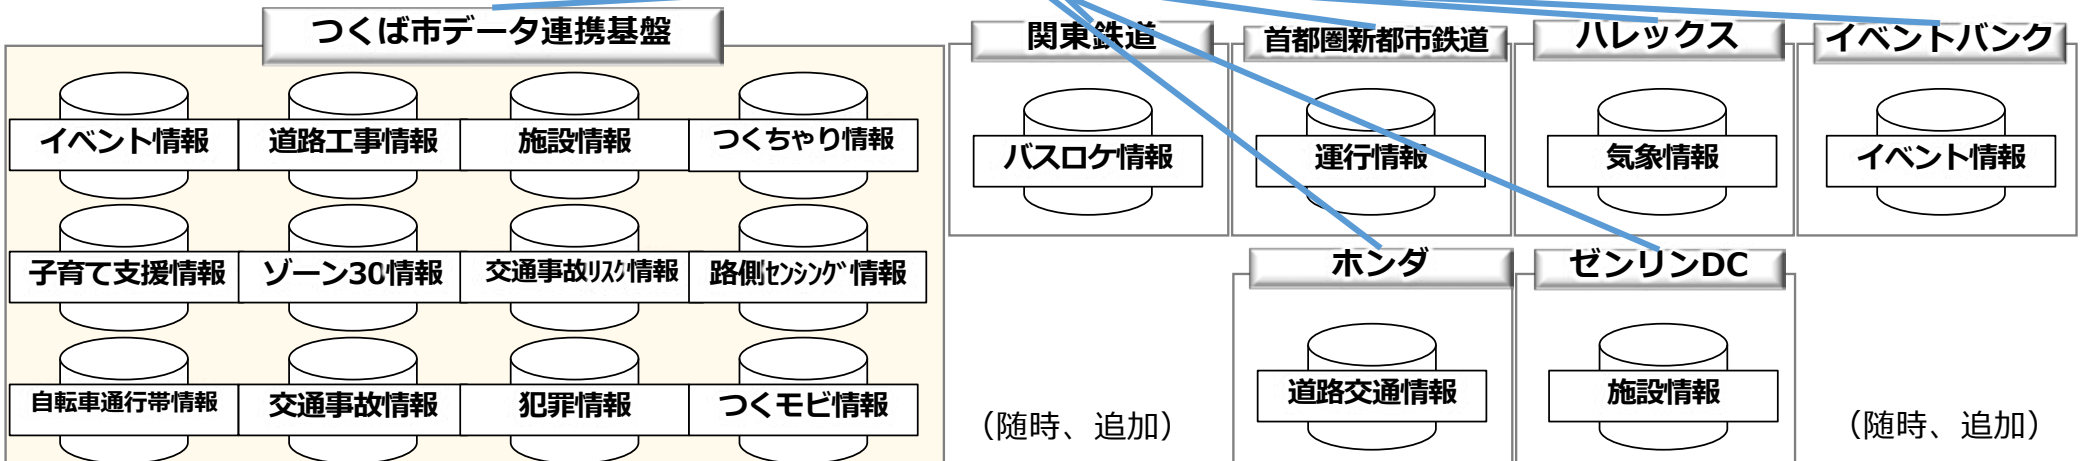 つくば市データ連携基盤
イベント情報
道路工事情報
施設情報
つくちゃり情報
子育て支援情報
ゾーン30情報
交通事故ﾘｽｸ情報
路側ｾﾝｼﾝｸﾞ情報
自転車通行帯情報
交通事故情報
犯罪情報
つくモビ情報
関東鉄道
バスロケ情報
首都圏新都市鉄道
運行情報
ハレックス
気象情報
イベントバンク
イベント情報
（随時、追加）
ホンダ
道路交通情報
ゼンリンDC
施設情報
（随時、追加）